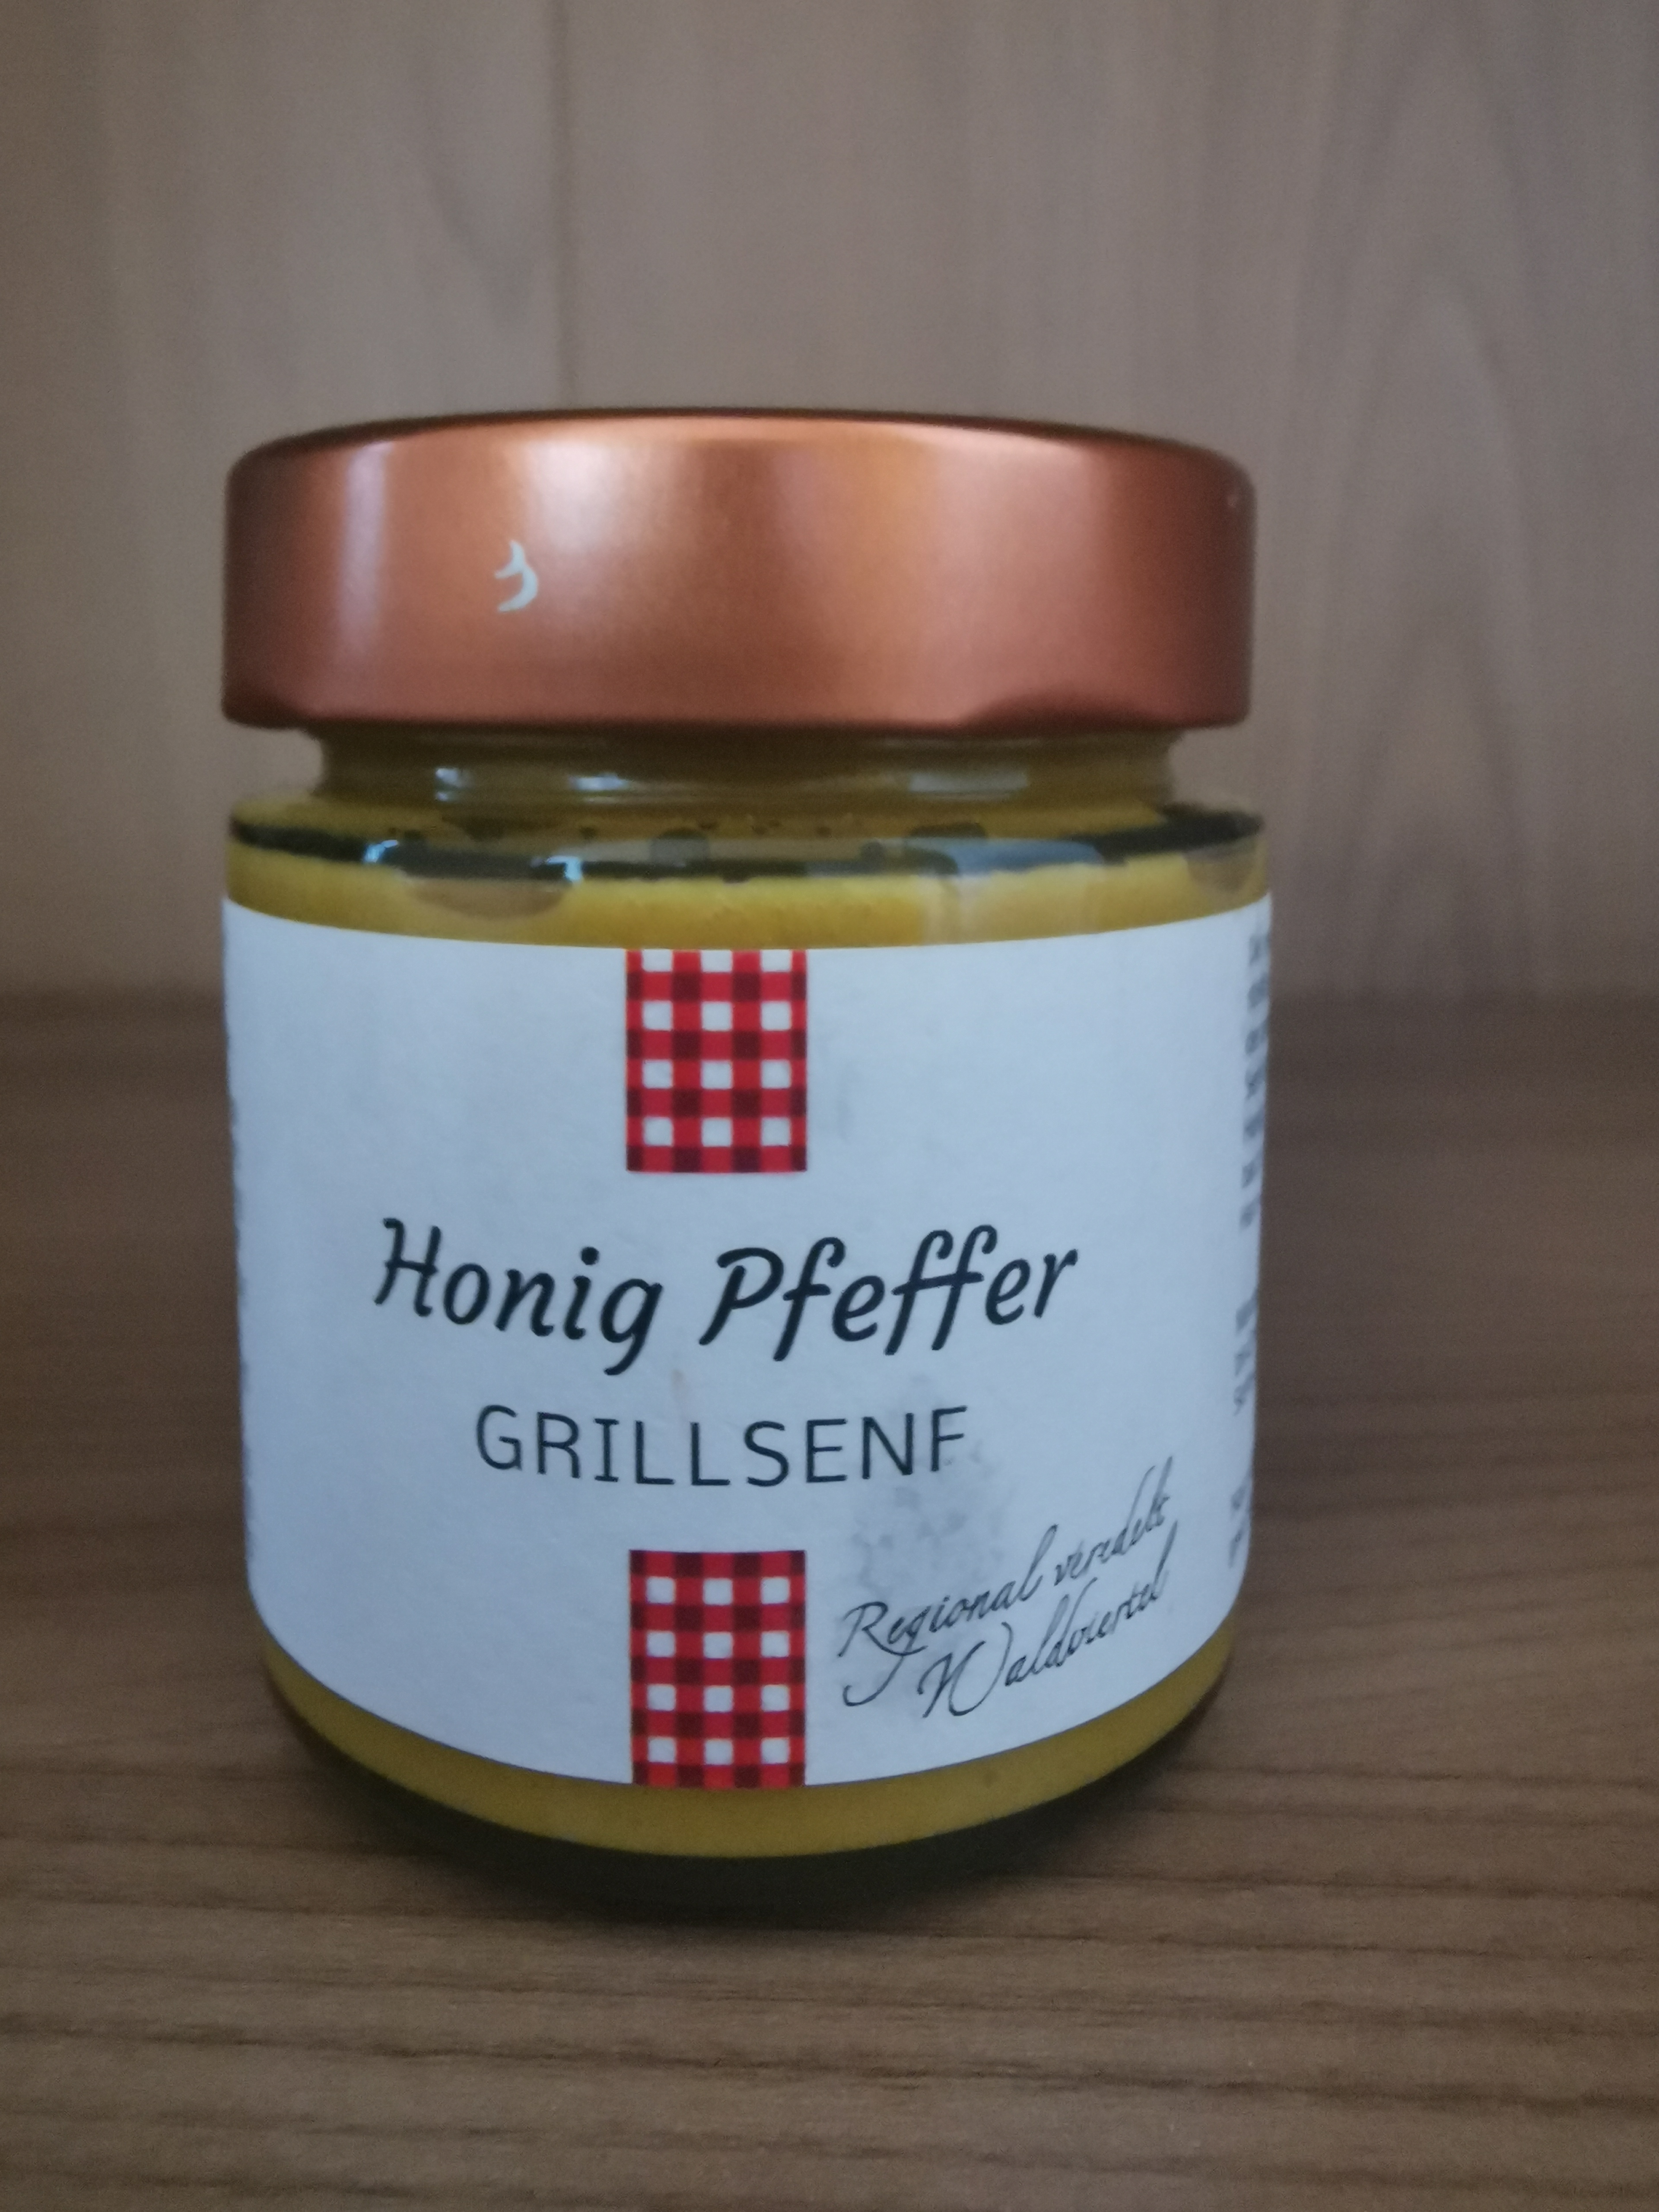 Honig Pfeffer
GRILLSENF
Regional veredelt
Waldviertel